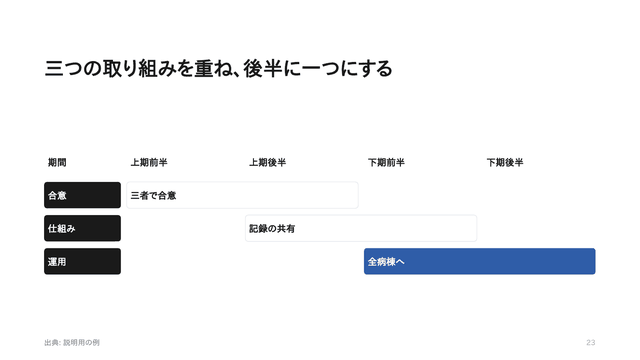 三つの取り組みを重ね、後半に一つにする
期間 上期前半 上期後半 下期前半 下期後半
合意 三者で合意
仕組み 記録の共有
運用 全病棟へ
出典: 説明用の例 23